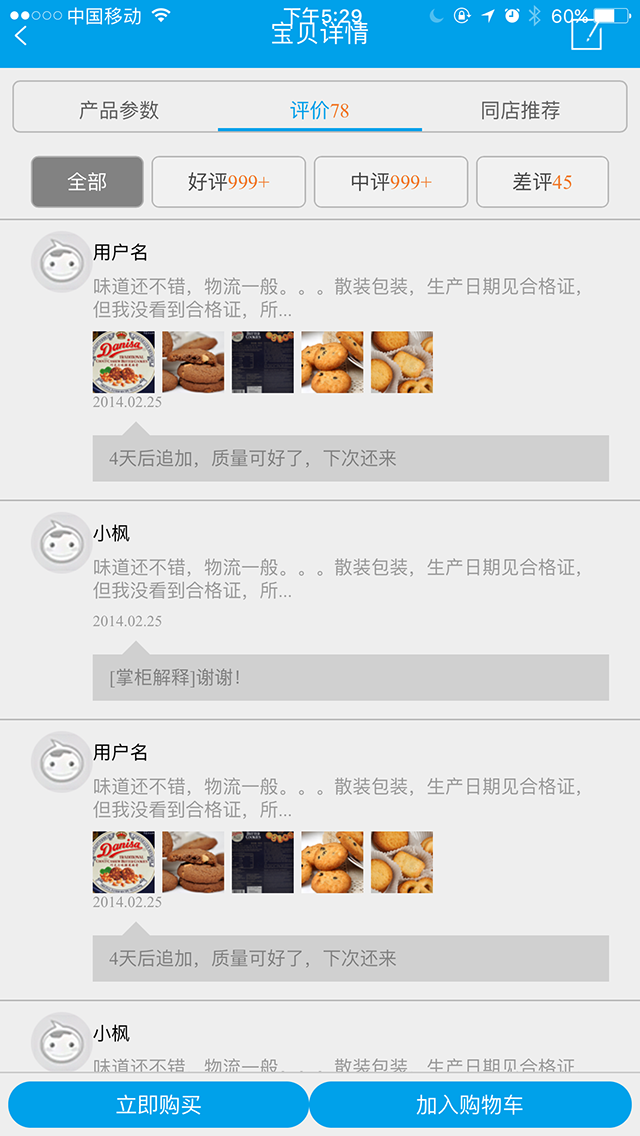 中国移动 下午5:29 60%
宝贝详情
产品参数 评价78 同店推荐
全部 好评999+ 中评999+ 差评45
用户名
味道还不错，物流一般。。。散装包装，生产日期见合格证，
但我没看到合格证，所...
Danisa
TRADITIONAL
BUTTER
COOKIES
2014.02.25
4天后追加，质量可好了，下次还来
小枫
味道还不错，物流一般。。。散装包装，生产日期见合格证，
但我没看到合格证，所...
2014.02.25
[掌柜解释]谢谢！
用户名
味道还不错，物流一般。。。散装包装，生产日期见合格证，
但我没看到合格证，所...
Danisa
TRADITIONAL
BUTTER
COOKIES
2014.02.25
4天后追加，质量可好了，下次还来
小枫
味道还不错，物流一般。。。散装包装，生产日期见合格证，
立即购买 加入购物车